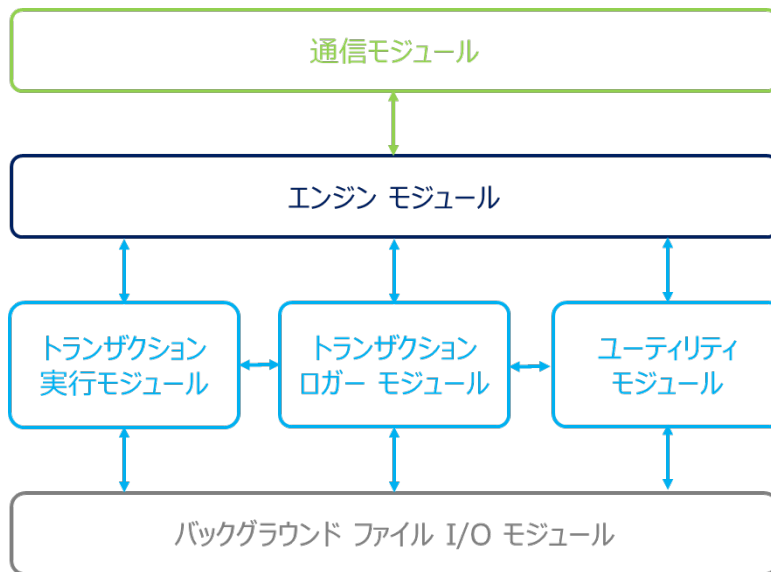 通信モジュール
エンジン モジュール
トランザクション
実行モジュール
トランザクション
ロガー モジュール
ユーティリティ
モジュール
バックグラウンド ファイル I/O モジュール